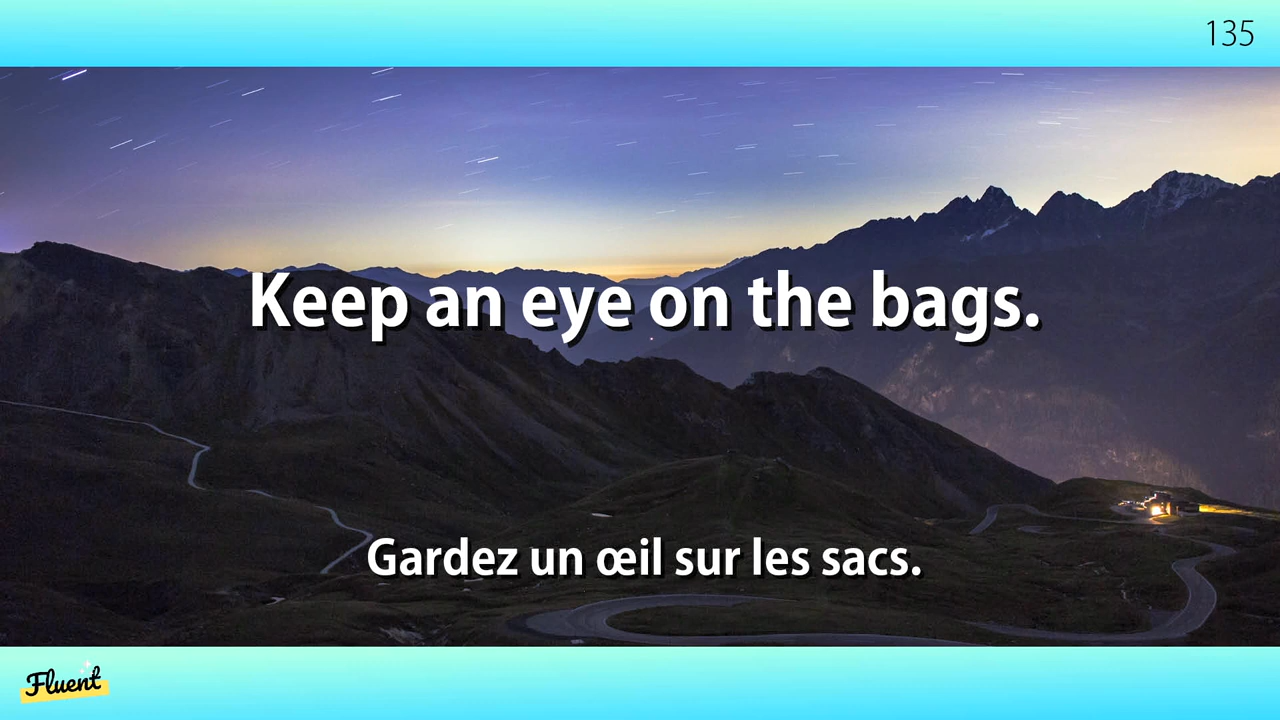 135
Keep an eye on the bags.
Gardez un œil sur les sacs.
Fluent